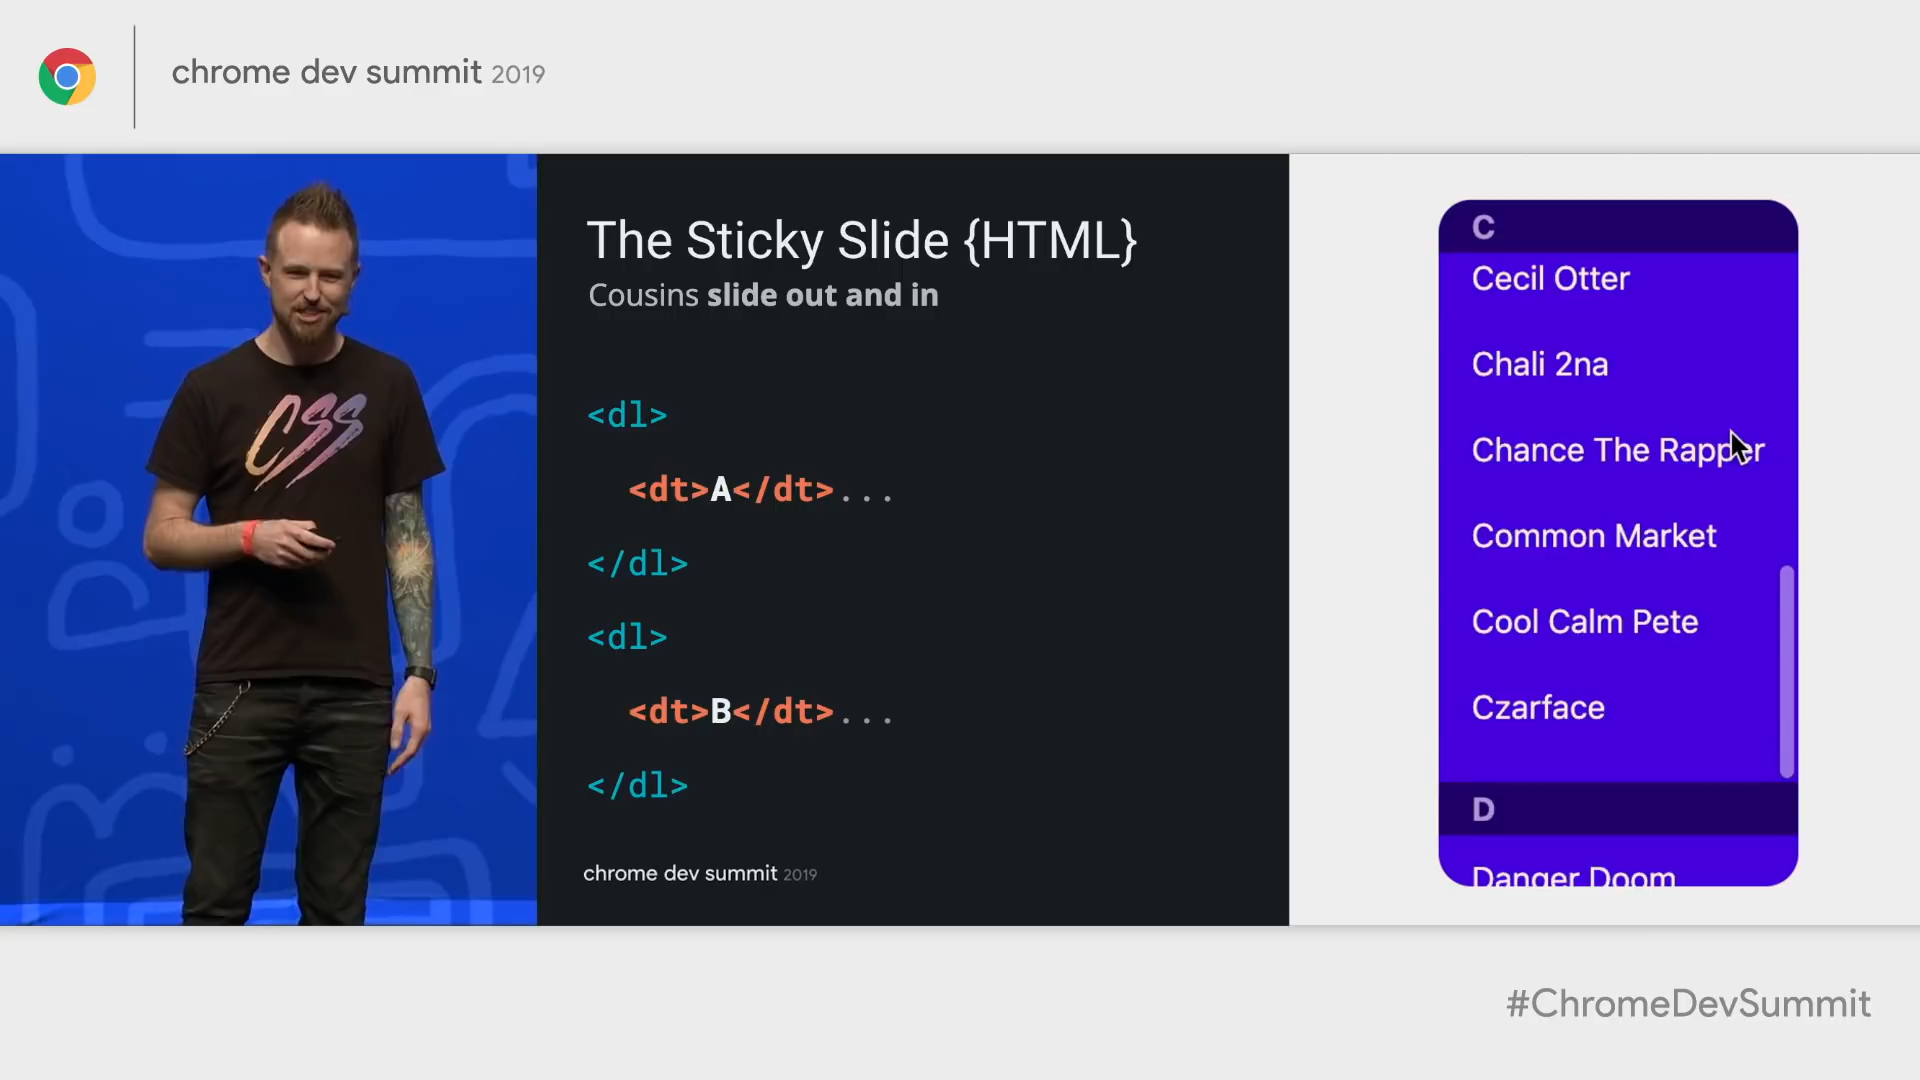 chrome dev summit 2019
CSS
The Sticky Slide {HTML}
Cousins slide out and in
<dl>
<dt>A</dt>...
</dl>
<dl>
<dt>B</dt>...
</dl>
chrome dev summit 2019
C
Cecil Otter
Chali 2na
Chance The Rapper
Common Market
Cool Calm Pete
Czarface
D
Danger Doom
#ChromeDevSummit